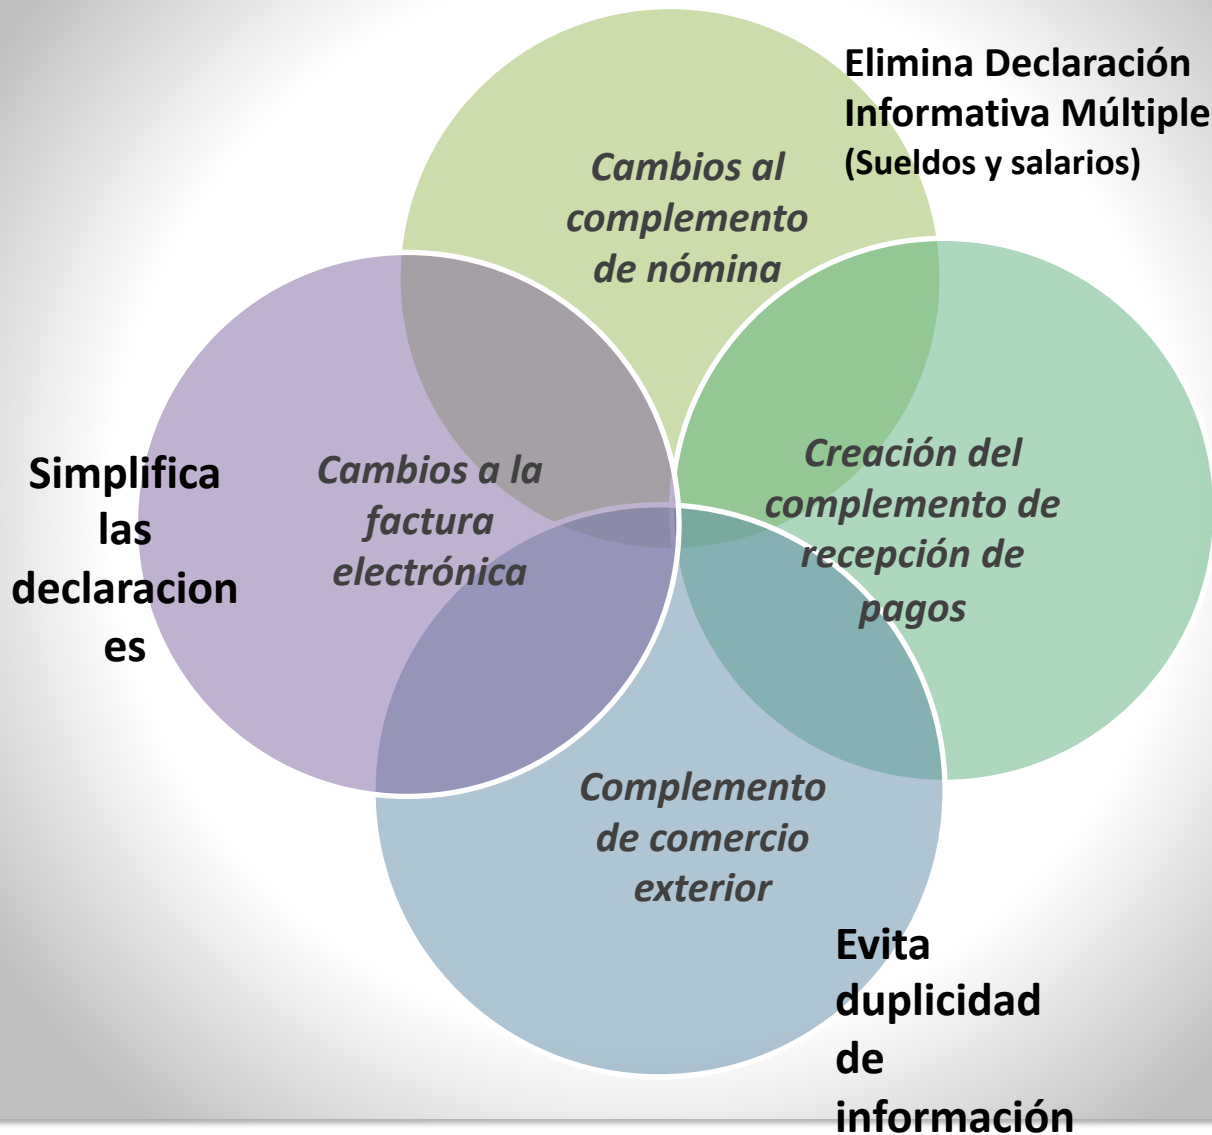 Elimina Declaración
Informativa Múltiple
(Sueldos y salarios)
Cambios al
complemento
de nómina
Simplifica
las
declaracion
es
Cambios a la
factura
electrónica
Creación del
complemento de
recepción de
pagos
Complemento
de comercio
exterior
Evita
duplicidad
de
información